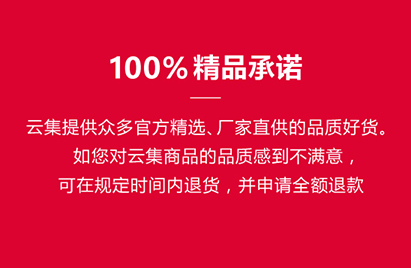 100%精品承诺
云集提供众多官方精选、厂家直供的品质好货。
如您对云集商品的品质感到不满意，
可在规定时间内退货，并申请全额退款